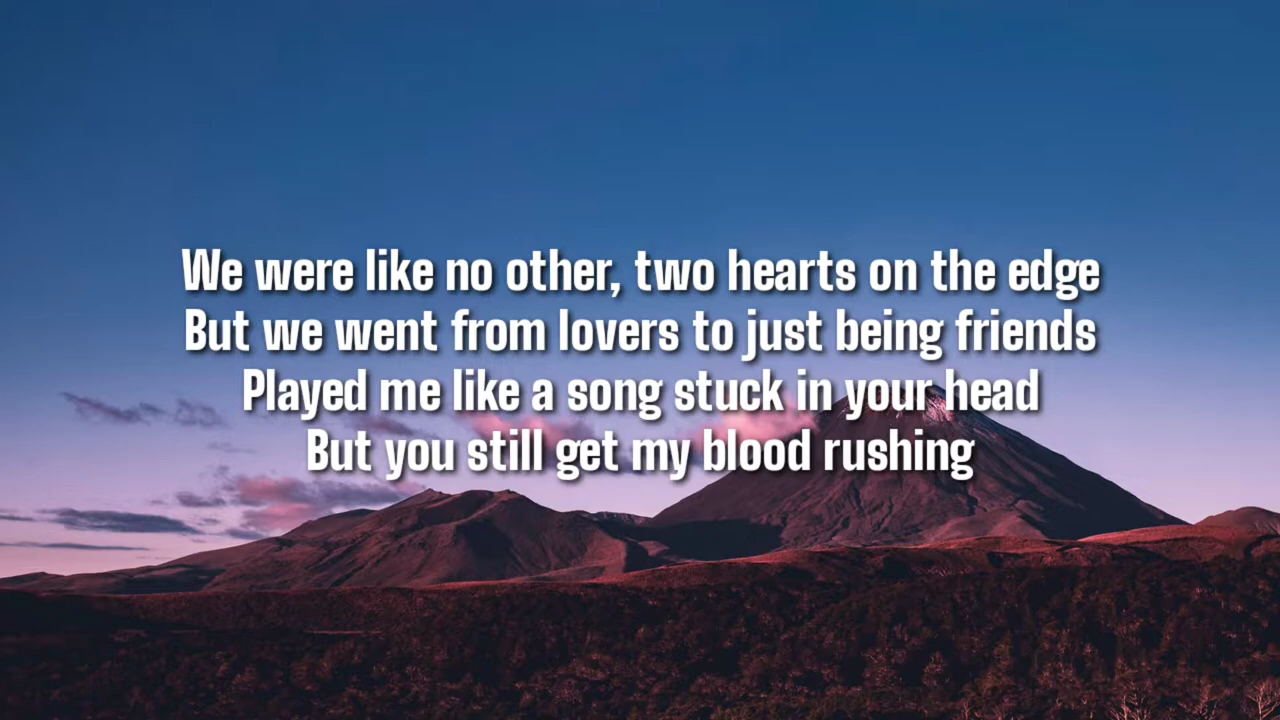 We were like no other, two hearts on the edge
But we went from lovers to just being friends
Played me like a song stuck in your head
But you still get my blood rushing